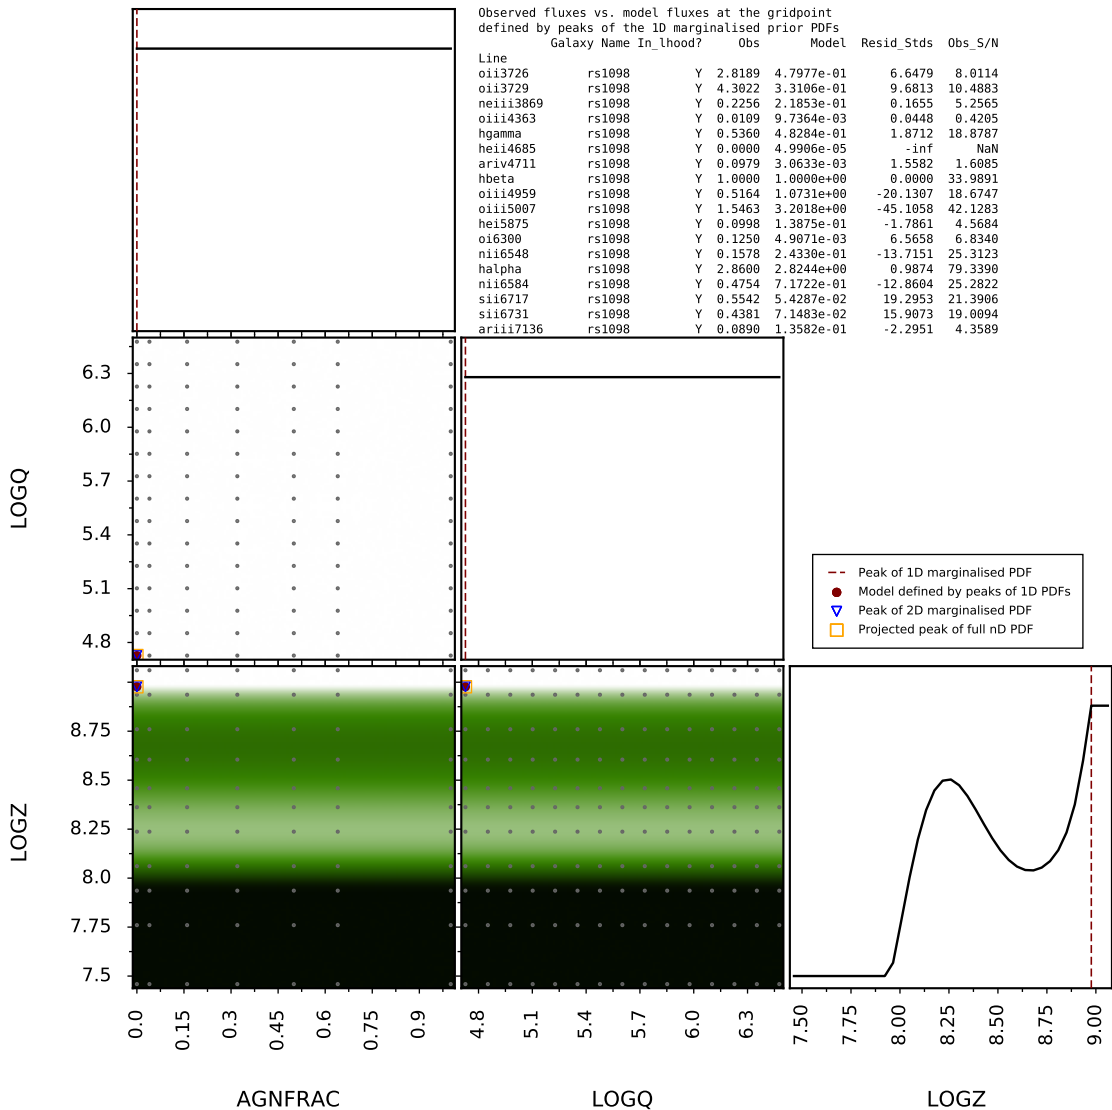 Observed fluxes vs. model fluxes at the gridpoint
defined by peaks of the 1D marginalised prior PDFs
Galaxy Name In_lhood? Obs Model Resid_Stds Obs_S/N
Line
oii3726 rs1098 Y 2.8189 4.7977e-01 6.6479 8.0114
oii3729 rs1098 Y 4.3022 3.3106e-01 9.6813 10.4883
neiii3869 rs1098 Y 0.2256 2.1853e-01 0.1655 5.2565
oiii4363 rs1098 Y 0.0109 9.7364e-03 0.0448 0.4205
hgamma rs1098 Y 0.5360 4.8284e-01 1.8712 18.8787
heii4685 rs1098 Y 0.0000 4.9906e-05 -inf NaN
ariv4711 rs1098 Y 0.0979 3.0633e-03 1.5582 1.6085
hbeta rs1098 Y 1.0000 1.0000e+00 0.0000 33.9891
oiii4959 rs1098 Y 0.5164 1.0731e+00 -20.1307 18.6747
oiii5007 rs1098 Y 1.5463 3.2018e+00 -45.1058 42.1283
hei5875 rs1098 Y 0.0998 1.3875e-01 -1.7861 4.5684
oi6300 rs1098 Y 0.1250 4.9071e-03 6.5658 6.8340
nii6548 rs1098 Y 0.1578 2.4330e-01 -13.7151 25.3123
halpha rs1098 Y 2.8600 2.8244e+00 0.9874 79.3390
nii6584 rs1098 Y 0.4754 7.1722e-01 -12.8604 25.2822
sii6717 rs1098 Y 0.5542 5.4287e-02 19.2953 21.3906
sii6731 rs1098 Y 0.4381 7.1483e-02 15.9073 19.0094
ariii7136 rs1098 Y 0.0890 1.3582e-01 -2.2951 4.3589
6.3
6.0
5.7
5.4
5.1
4.8
LOGQ
Peak of 1D marginalised PDF
Model defined by peaks of 1D PDFs
Peak of 2D marginalised PDF
Projected peak of full nD PDF
8.75
8.5
8.25
8.0
7.75
7.5
LOGZ
0.0 0.15 0.3 0.45 0.6 0.75 0.9
4.8 5.1 5.4 5.7 6.0 6.3
7.50 7.75 8.00 8.25 8.50 8.75 9.00
AGNFRAC LOGQ LOGZ